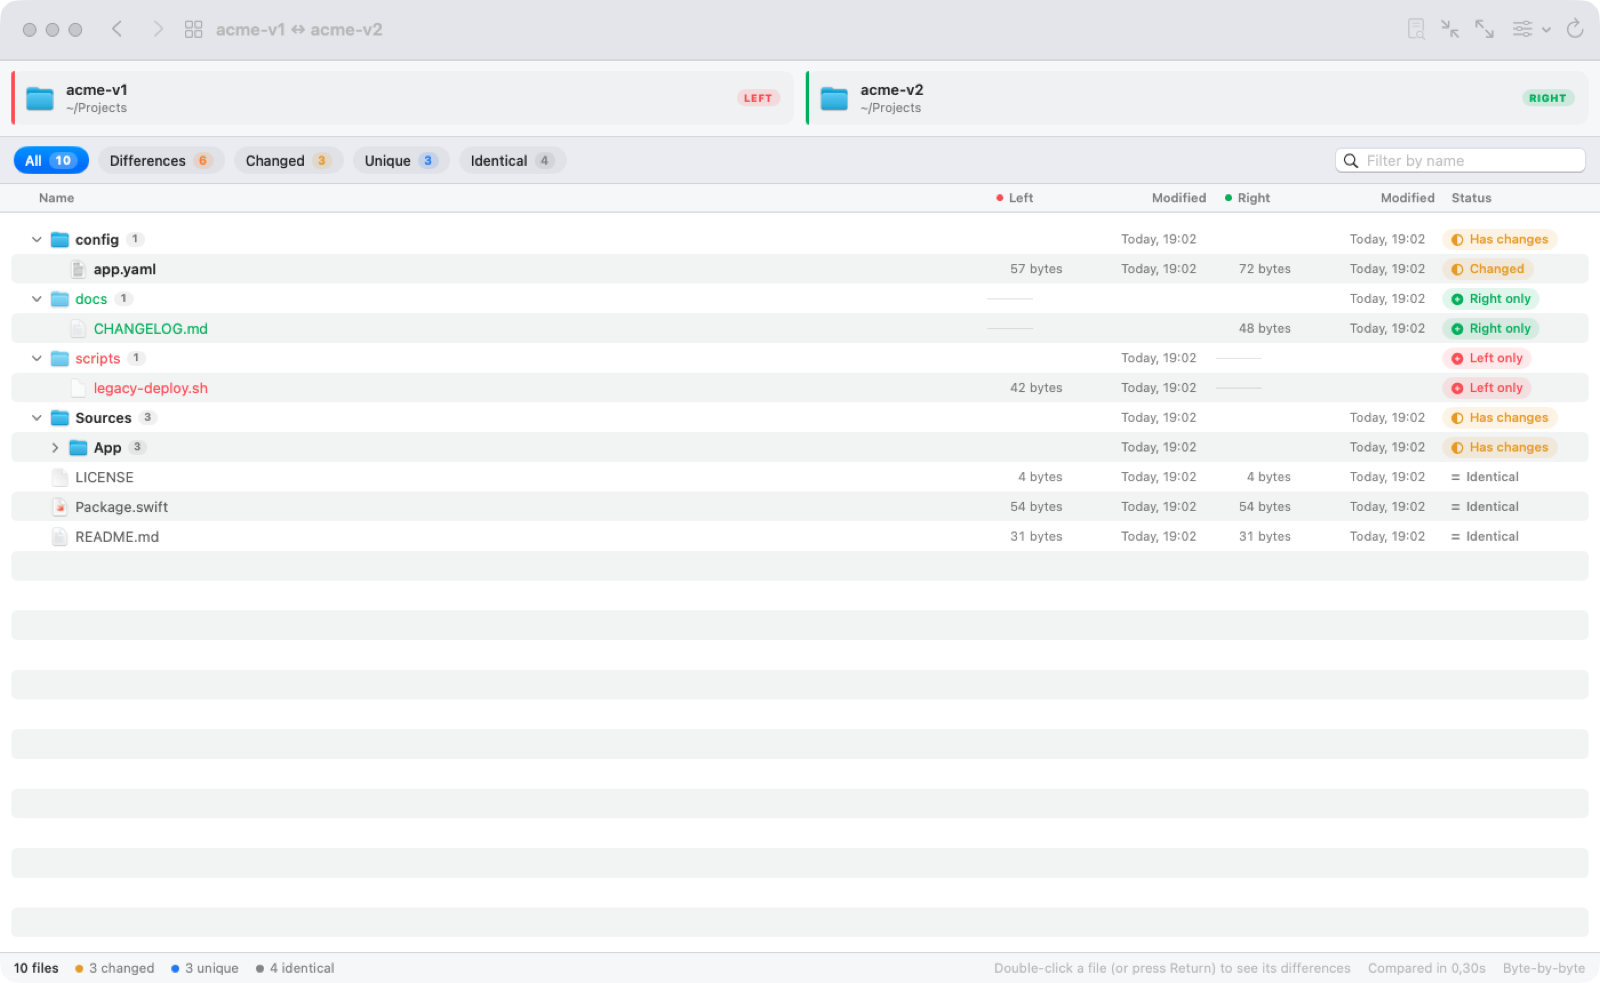 acme-v1 ⇔ acme-v2
acme-v1
~/Projects
LEFT
acme-v2
~/Projects
RIGHT
All 10 Differences 6 Changed 3 Unique 3 Identical 4 Filter by name
Name Left Modified Right Modified Status
config 1 Today, 19:02 Today, 19:02 Has changes
app.yaml 57 bytes Today, 19:02 72 bytes Today, 19:02 Changed
docs 1 Today, 19:02 Right only
CHANGELOG.md 48 bytes Today, 19:02 Right only
scripts 1 Today, 19:02 Left only
legacy-deploy.sh 42 bytes Today, 19:02 Left only
Sources 3 Today, 19:02 Today, 19:02 Has changes
App 3 Today, 19:02 Today, 19:02 Has changes
LICENSE 4 bytes Today, 19:02 4 bytes Today, 19:02 = Identical
Package.swift 54 bytes Today, 19:02 54 bytes Today, 19:02 = Identical
README.md 31 bytes Today, 19:02 31 bytes Today, 19:02 = Identical
10 files 3 changed 3 unique 4 identical Double-click a file (or press Return) to see its differences Compared in 0,30s Byte-by-byte